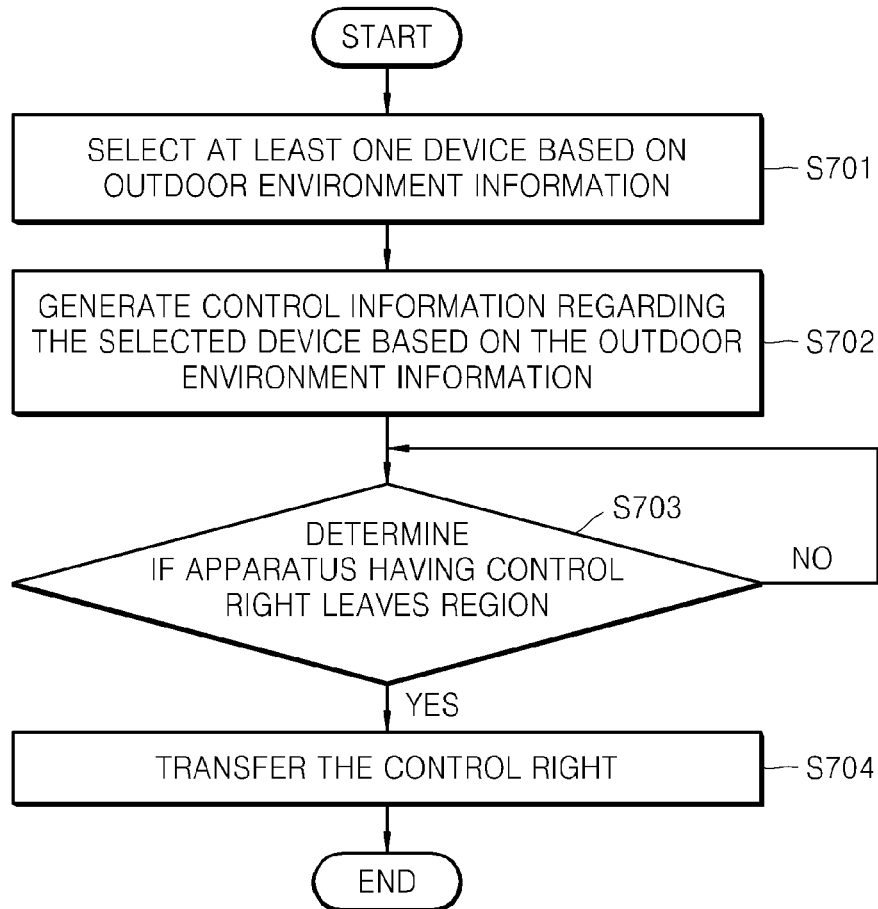 START
SELECT AT LEAST ONE DEVICE BASED ON
OUTDOOR ENVIRONMENT INFORMATION
S701
GENERATE CONTROL INFORMATION REGARDING
THE SELECTED DEVICE BASED ON THE OUTDOOR
ENVIRONMENT INFORMATION
S702
S703
DETERMINE
IF APPARATUS HAVING CONTROL
RIGHT LEAVES REGION
NO
YES
TRANSFER THE CONTROL RIGHT
S704
END